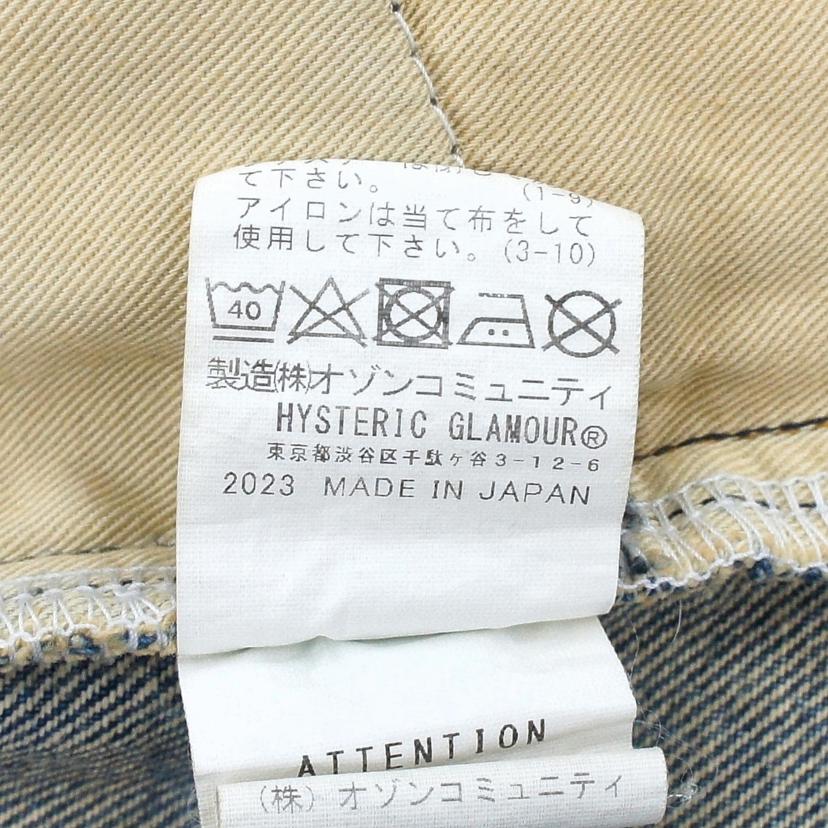 て下さい。 (1-9)
アイロンは当て布をして
使用して下さい。(3-10)
40
製造(株)オゾンコミュニティ
HYSTERIC GLAMOUR®
東京都渋谷区千駄ヶ谷3-12-6
2023 MADE IN JAPAN
ATTENTION
(株) オゾンコミュニティ